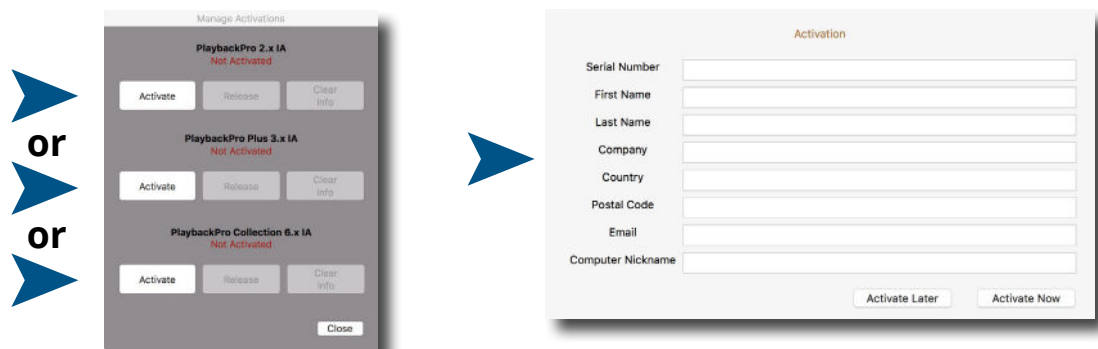 Manage Activations
PlaybackPro 2.x IA
Not Activated
Activate Release Clear Info
or
PlaybackPro Plus 3.x IA
Not Activated
Activate Release Clear Info
or
PlaybackPro Collection 6.x IA
Not Activated
Activate Release Clear Info
Close
Activation
Serial Number
First Name
Last Name
Company
Country
Postal Code
Email
Computer Nickname
Activate Later Activate Now